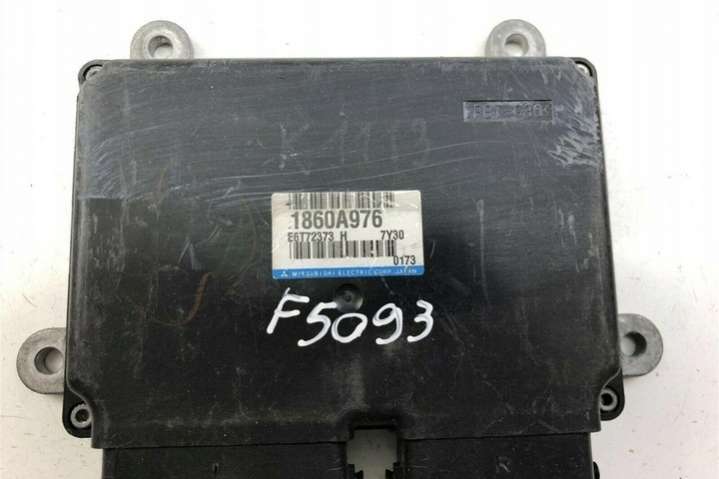 1860A976
E6T72373 H 7Y30
0173
MITSUBISHI ELECTRIC CORP. JAPAN
F5093